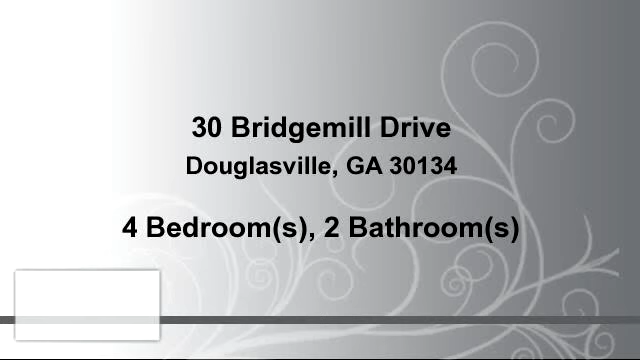 30 Bridgemill Drive
Douglasville, GA 30134
4 Bedroom(s), 2 Bathroom(s)